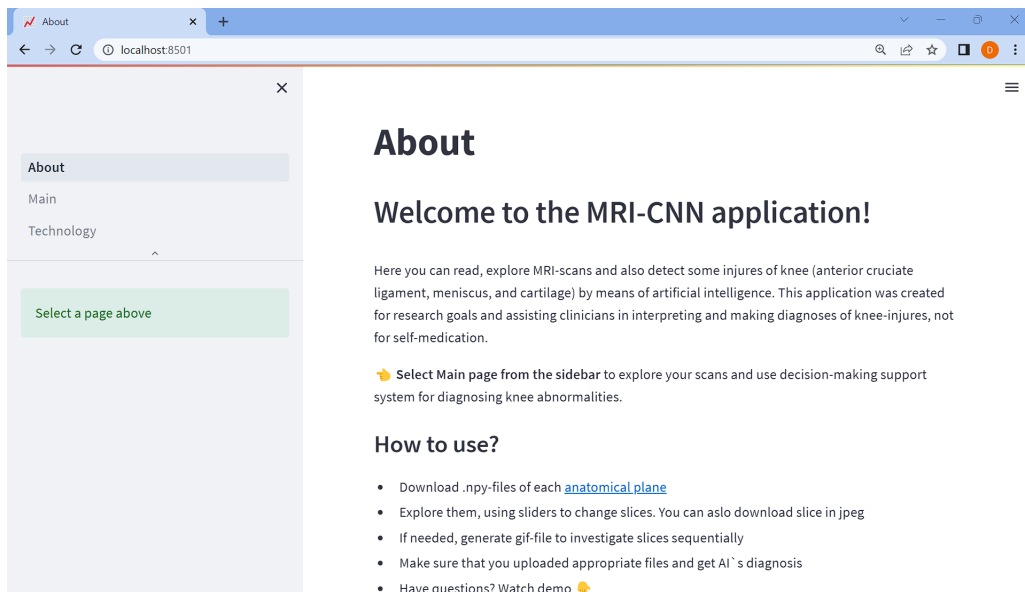 About
localhost:8501
D
About
Main
Technology
Select a page above
About
Welcome to the MRI-CNN application!
Here you can read, explore MRI-scans and also detect some injures of knee (anterior cruciate
ligament, meniscus, and cartilage) by means of artificial intelligence. This application was created
for research goals and assisting clinicians in interpreting and making diagnoses of knee-injures, not
for self-medication.
👈 Select Main page from the sidebar to explore your scans and use decision-making support
system for diagnosing knee abnormalities.
How to use?
• Download .npy-files of each anatomical plane
• Explore them, using sliders to change slices. You can aslo download slice in jpeg
• If needed, generate gif-file to investigate slices sequentially
• Make sure that you uploaded appropriate files and get AI`s diagnosis
• Have questions? Watch demo 👇